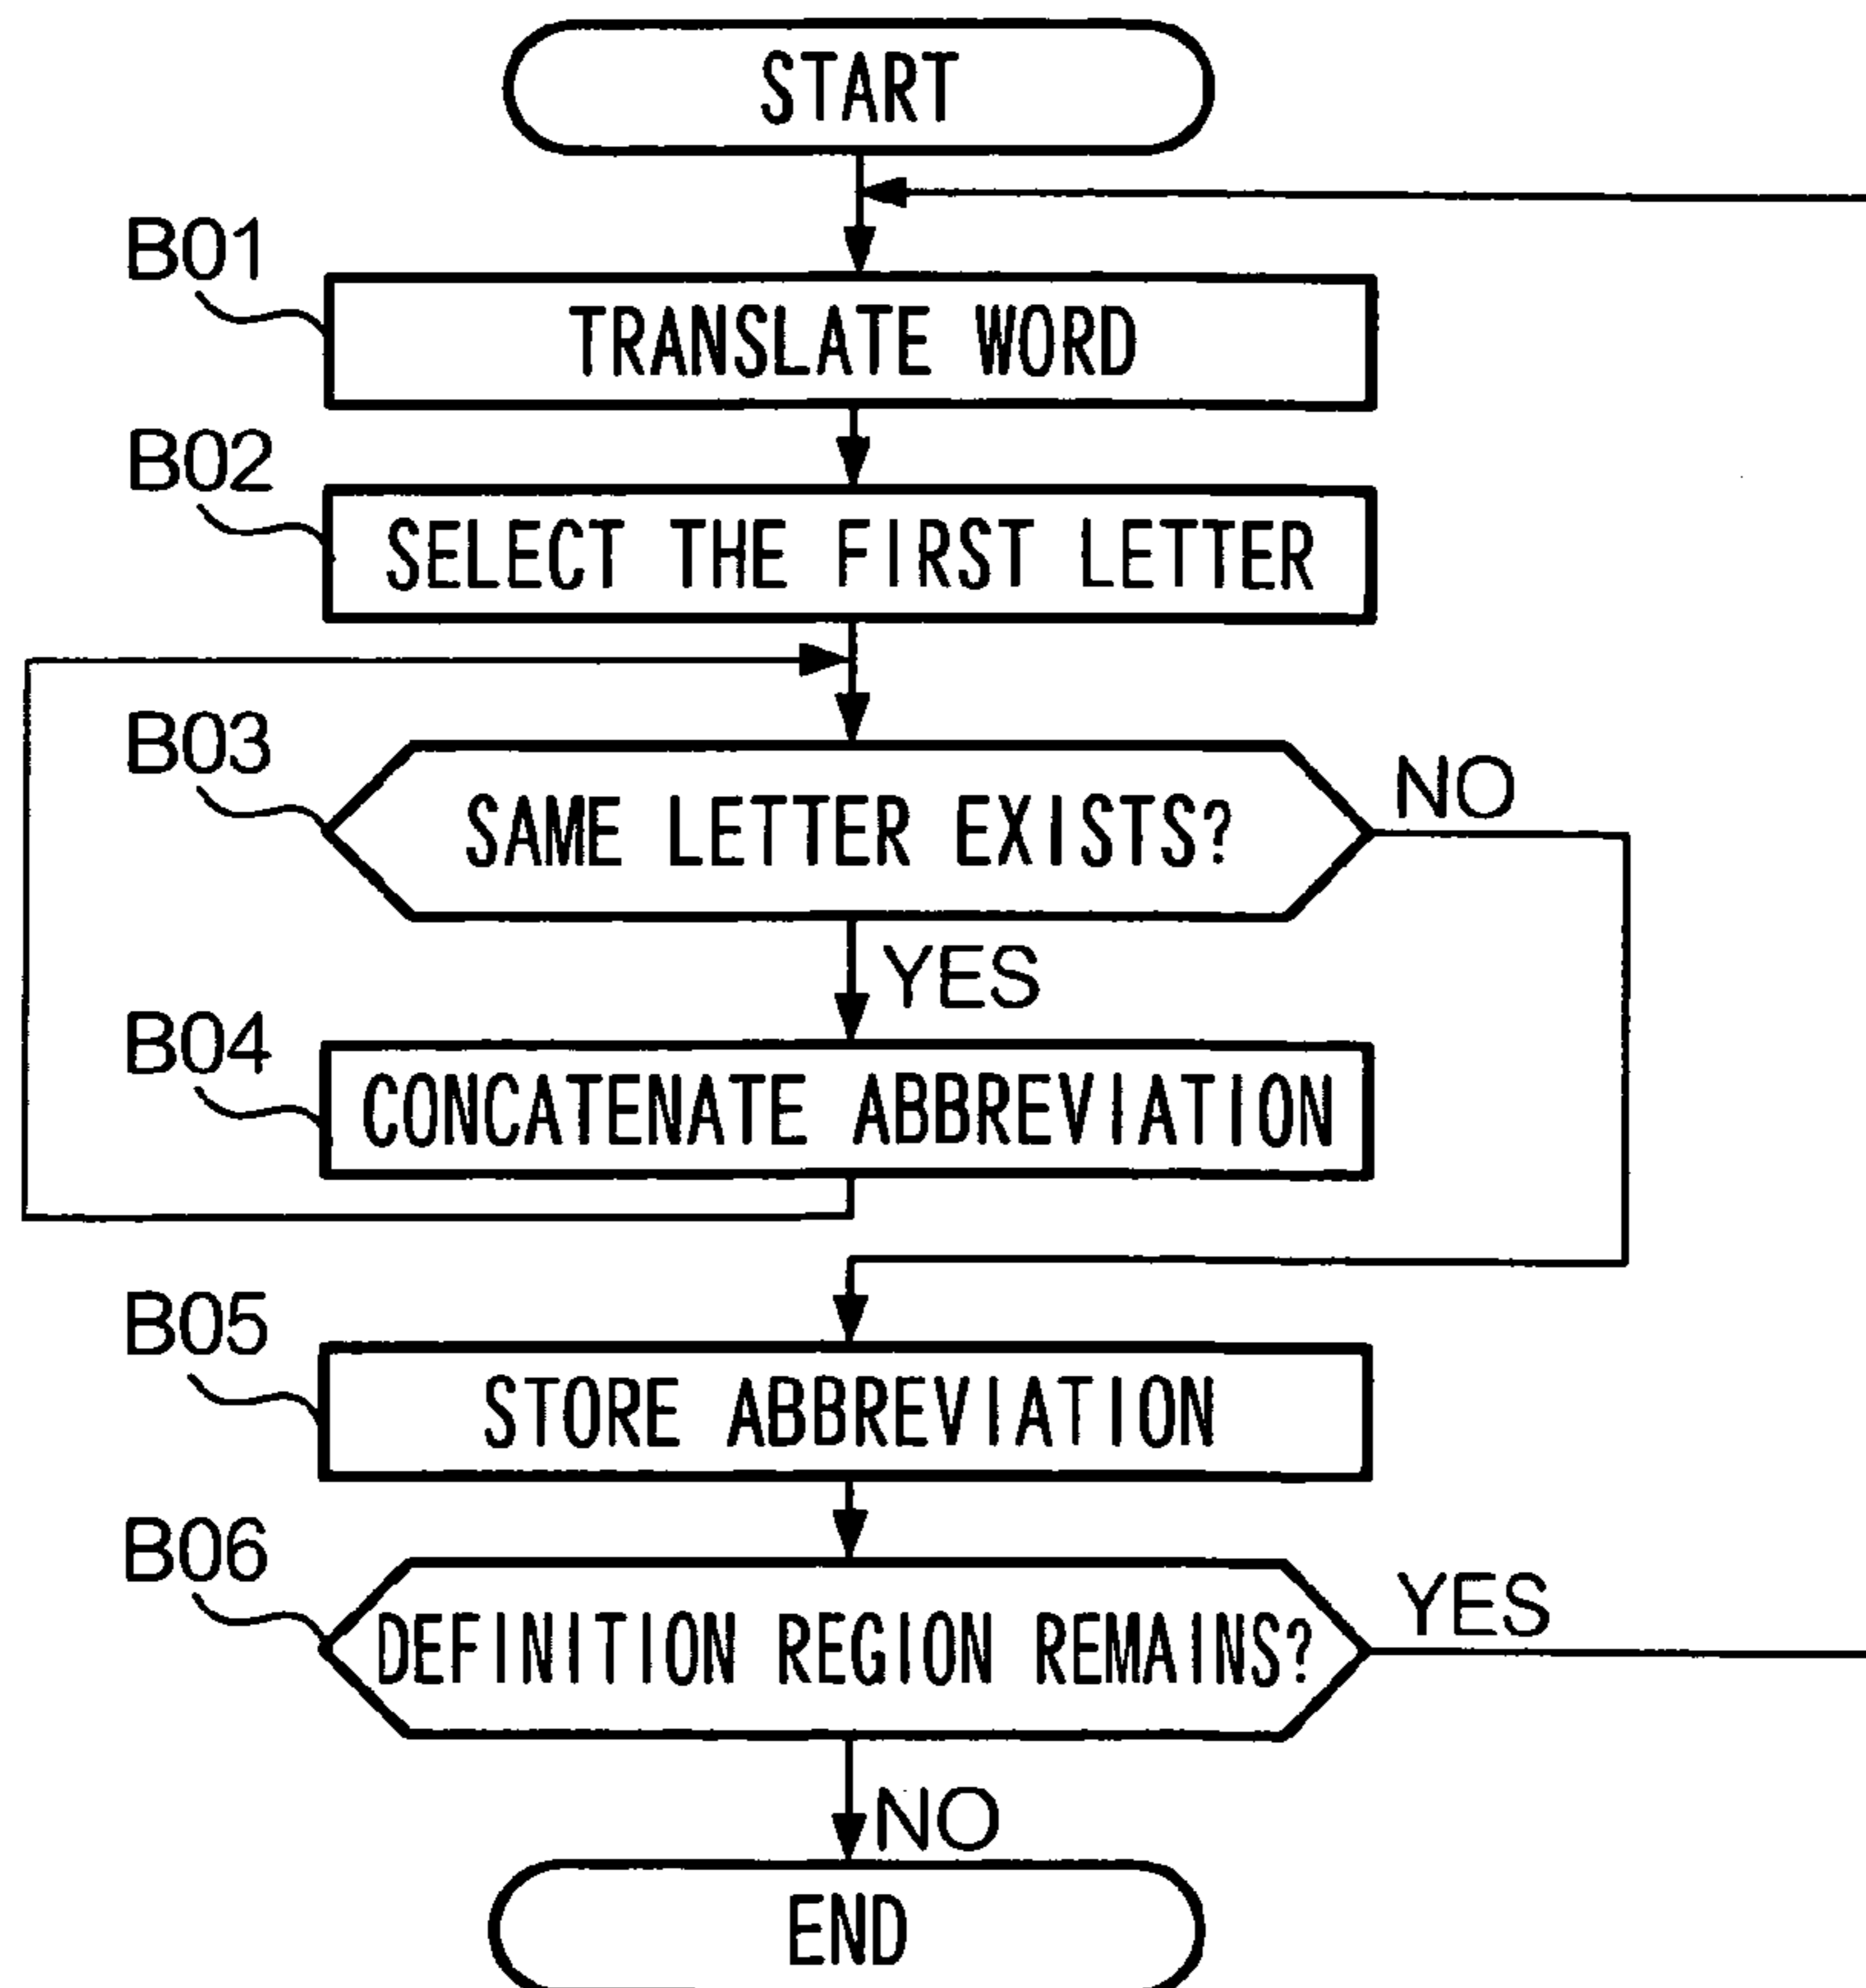 START
B01
TRANSLATE WORD
B02
SELECT THE FIRST LETTER
B03
SAME LETTER EXISTS?
NO
YES
B04
CONCATENATE ABBREVIATION
B05
STORE ABBREVIATION
B06
DEFINITION REGION REMAINS?
YES
NO
END